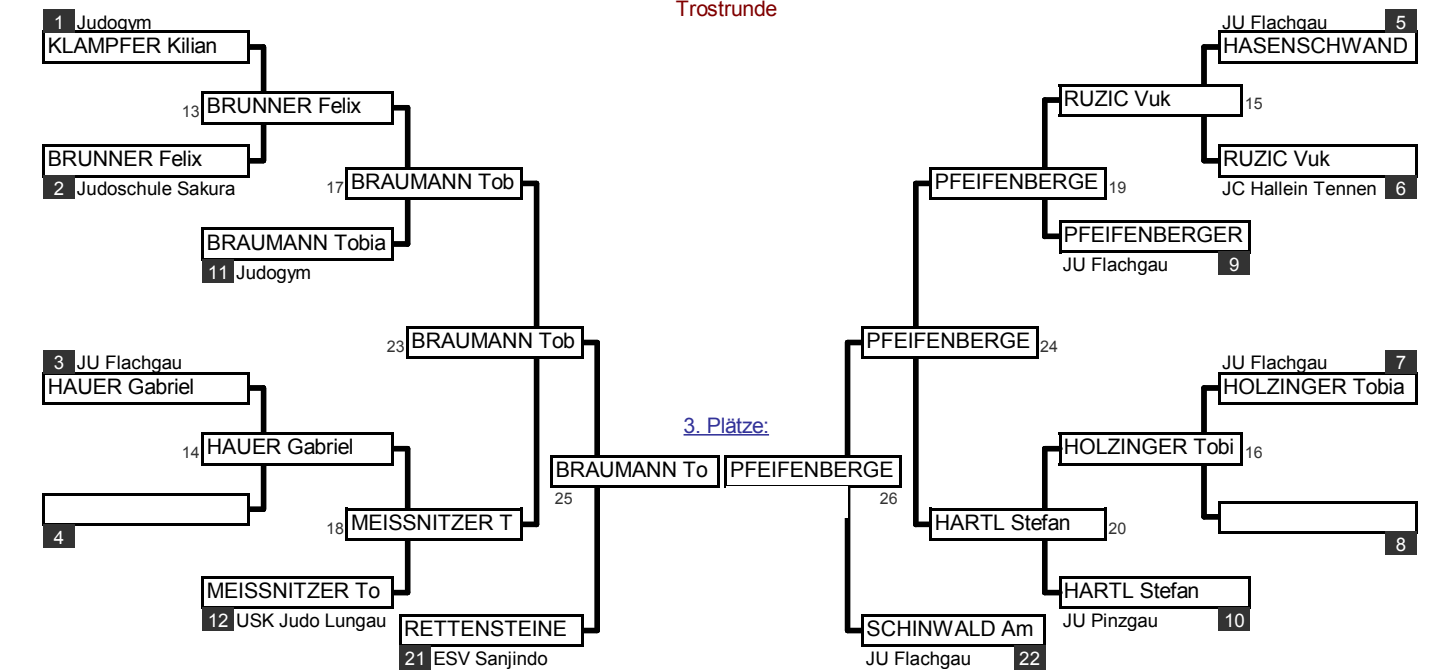 Trostrunde
1 Judogym
KLAMPFER Kilian
13 BRUNNER Felix
BRUNNER Felix
2 Judoschule Sakura
17 BRAUMANN Tob
BRAUMANN Tobia
11 Judogym
23 BRAUMANN Tob
3 JU Flachgau
HAUER Gabriel
14 HAUER Gabriel
4
18 MEISSNITZER T
MEISSNITZER To
12 USK Judo Lungau
RETTENSTEINE
21 ESV Sanjindo
3. Plätze:
BRAUMANN To
25
PFEIFENBERGE
26
JU Flachgau 5
HASENSCHWAND
RUZIC Vuk 15
RUZIC Vuk
JC Hallein Tennen 6
PFEIFENBERGE 19
PFEIFENBERGER
JU Flachgau 9
PFEIFENBERGE 24
JU Flachgau 7
HOLZINGER Tobia
HOLZINGER Tobi 16
8
HARTL Stefan 20
HARTL Stefan
JU Pinzgau 10
SCHINWALD Am
JU Flachgau 22